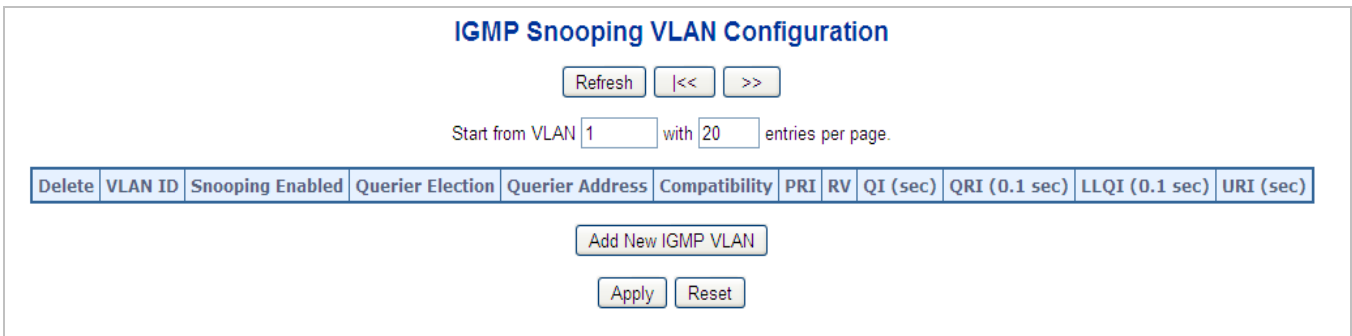 IGMP Snooping VLAN Configuration
Refresh |<< >>
Start from VLAN 1 with 20 entries per page.
Delete VLAN ID Snooping Enabled Querier Election Querier Address Compatibility PRI RV QI (sec) QRI (0.1 sec) LLQI (0.1 sec) URI (sec)
Add New IGMP VLAN
Apply Reset